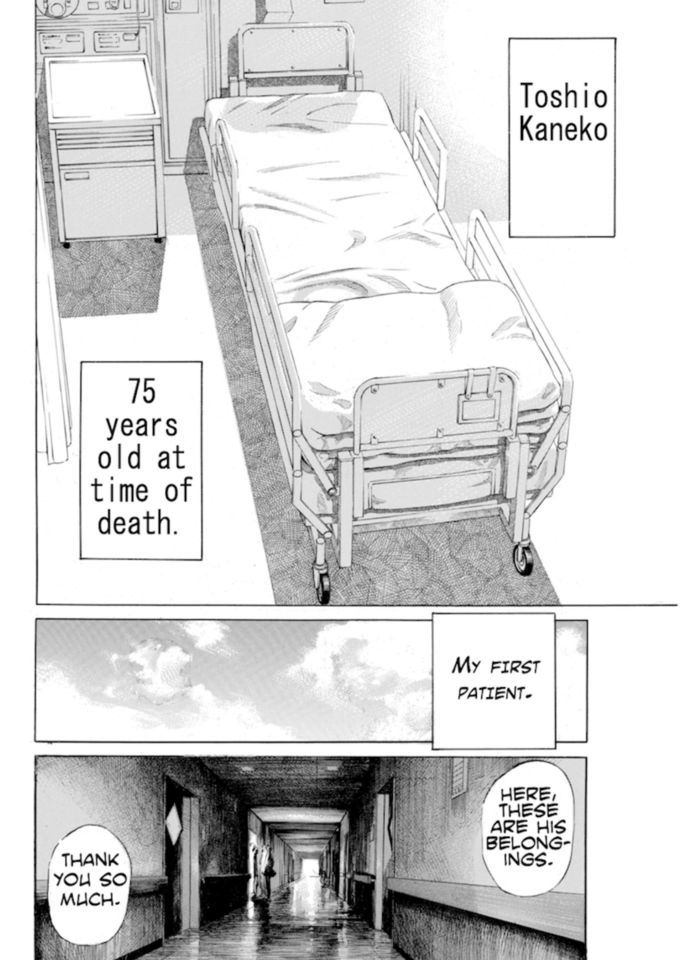 Toshio
Kaneko
75
years
old at
time of
death.
MY FIRST
PATIENT.
HERE,
THESE
ARE HIS
BELONG-
INGS.
THANK
YOU SO
MUCH.